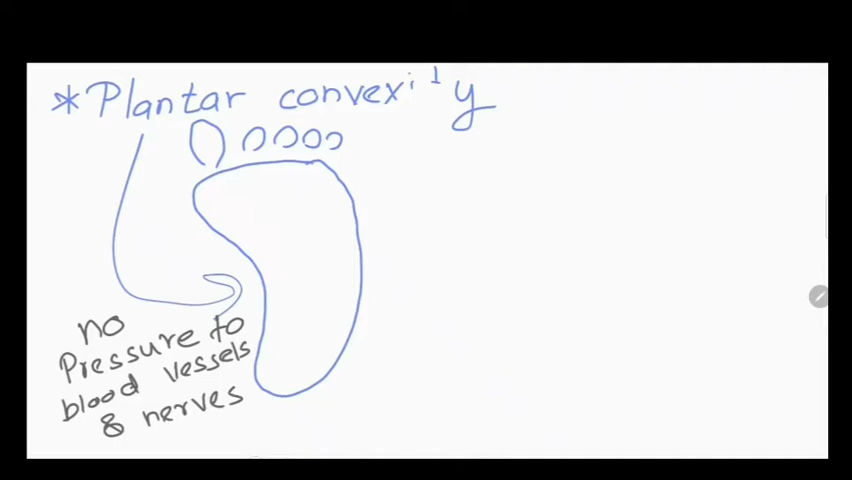 *Plantar convexity
no
Pressure to
blood vessels
& nerves